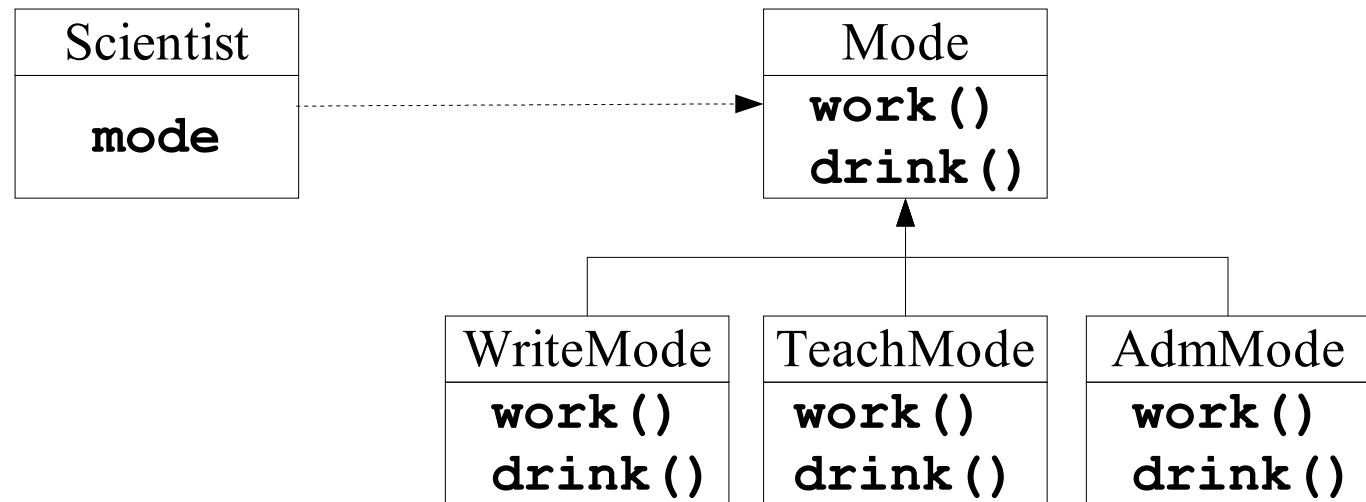 Scientist
mode
Mode
work()
drink()
WriteMode
work()
drink()
TeachMode
work()
drink()
AdmMode
work()
drink()